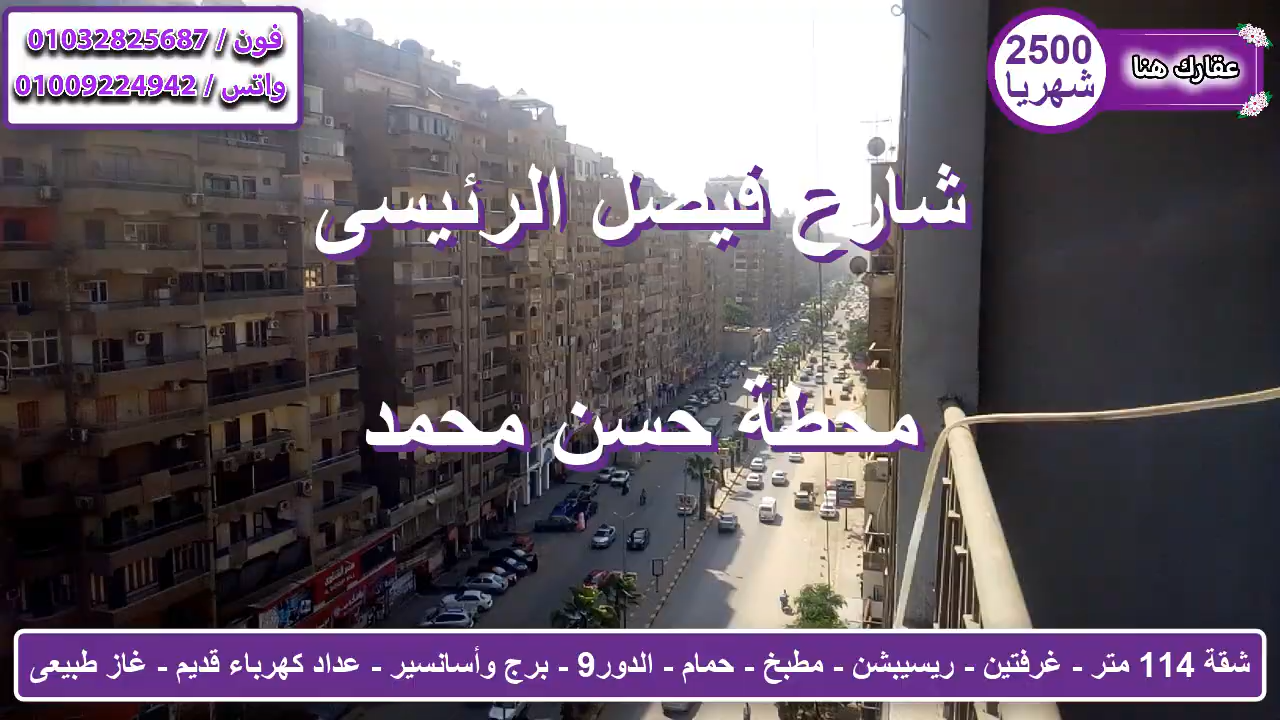 فون / 01032825687
واتس / 01009224942
2500
شهريا
عقارك هنا
شارع فيصل الرئيسى
محطة حسن محمد
شقة 114 متر - غرفتين - ريسيبشن - مطبخ - حمام - الدور9 - برج وأسانسير - عداد كهرباء قديم - غاز طبيعى